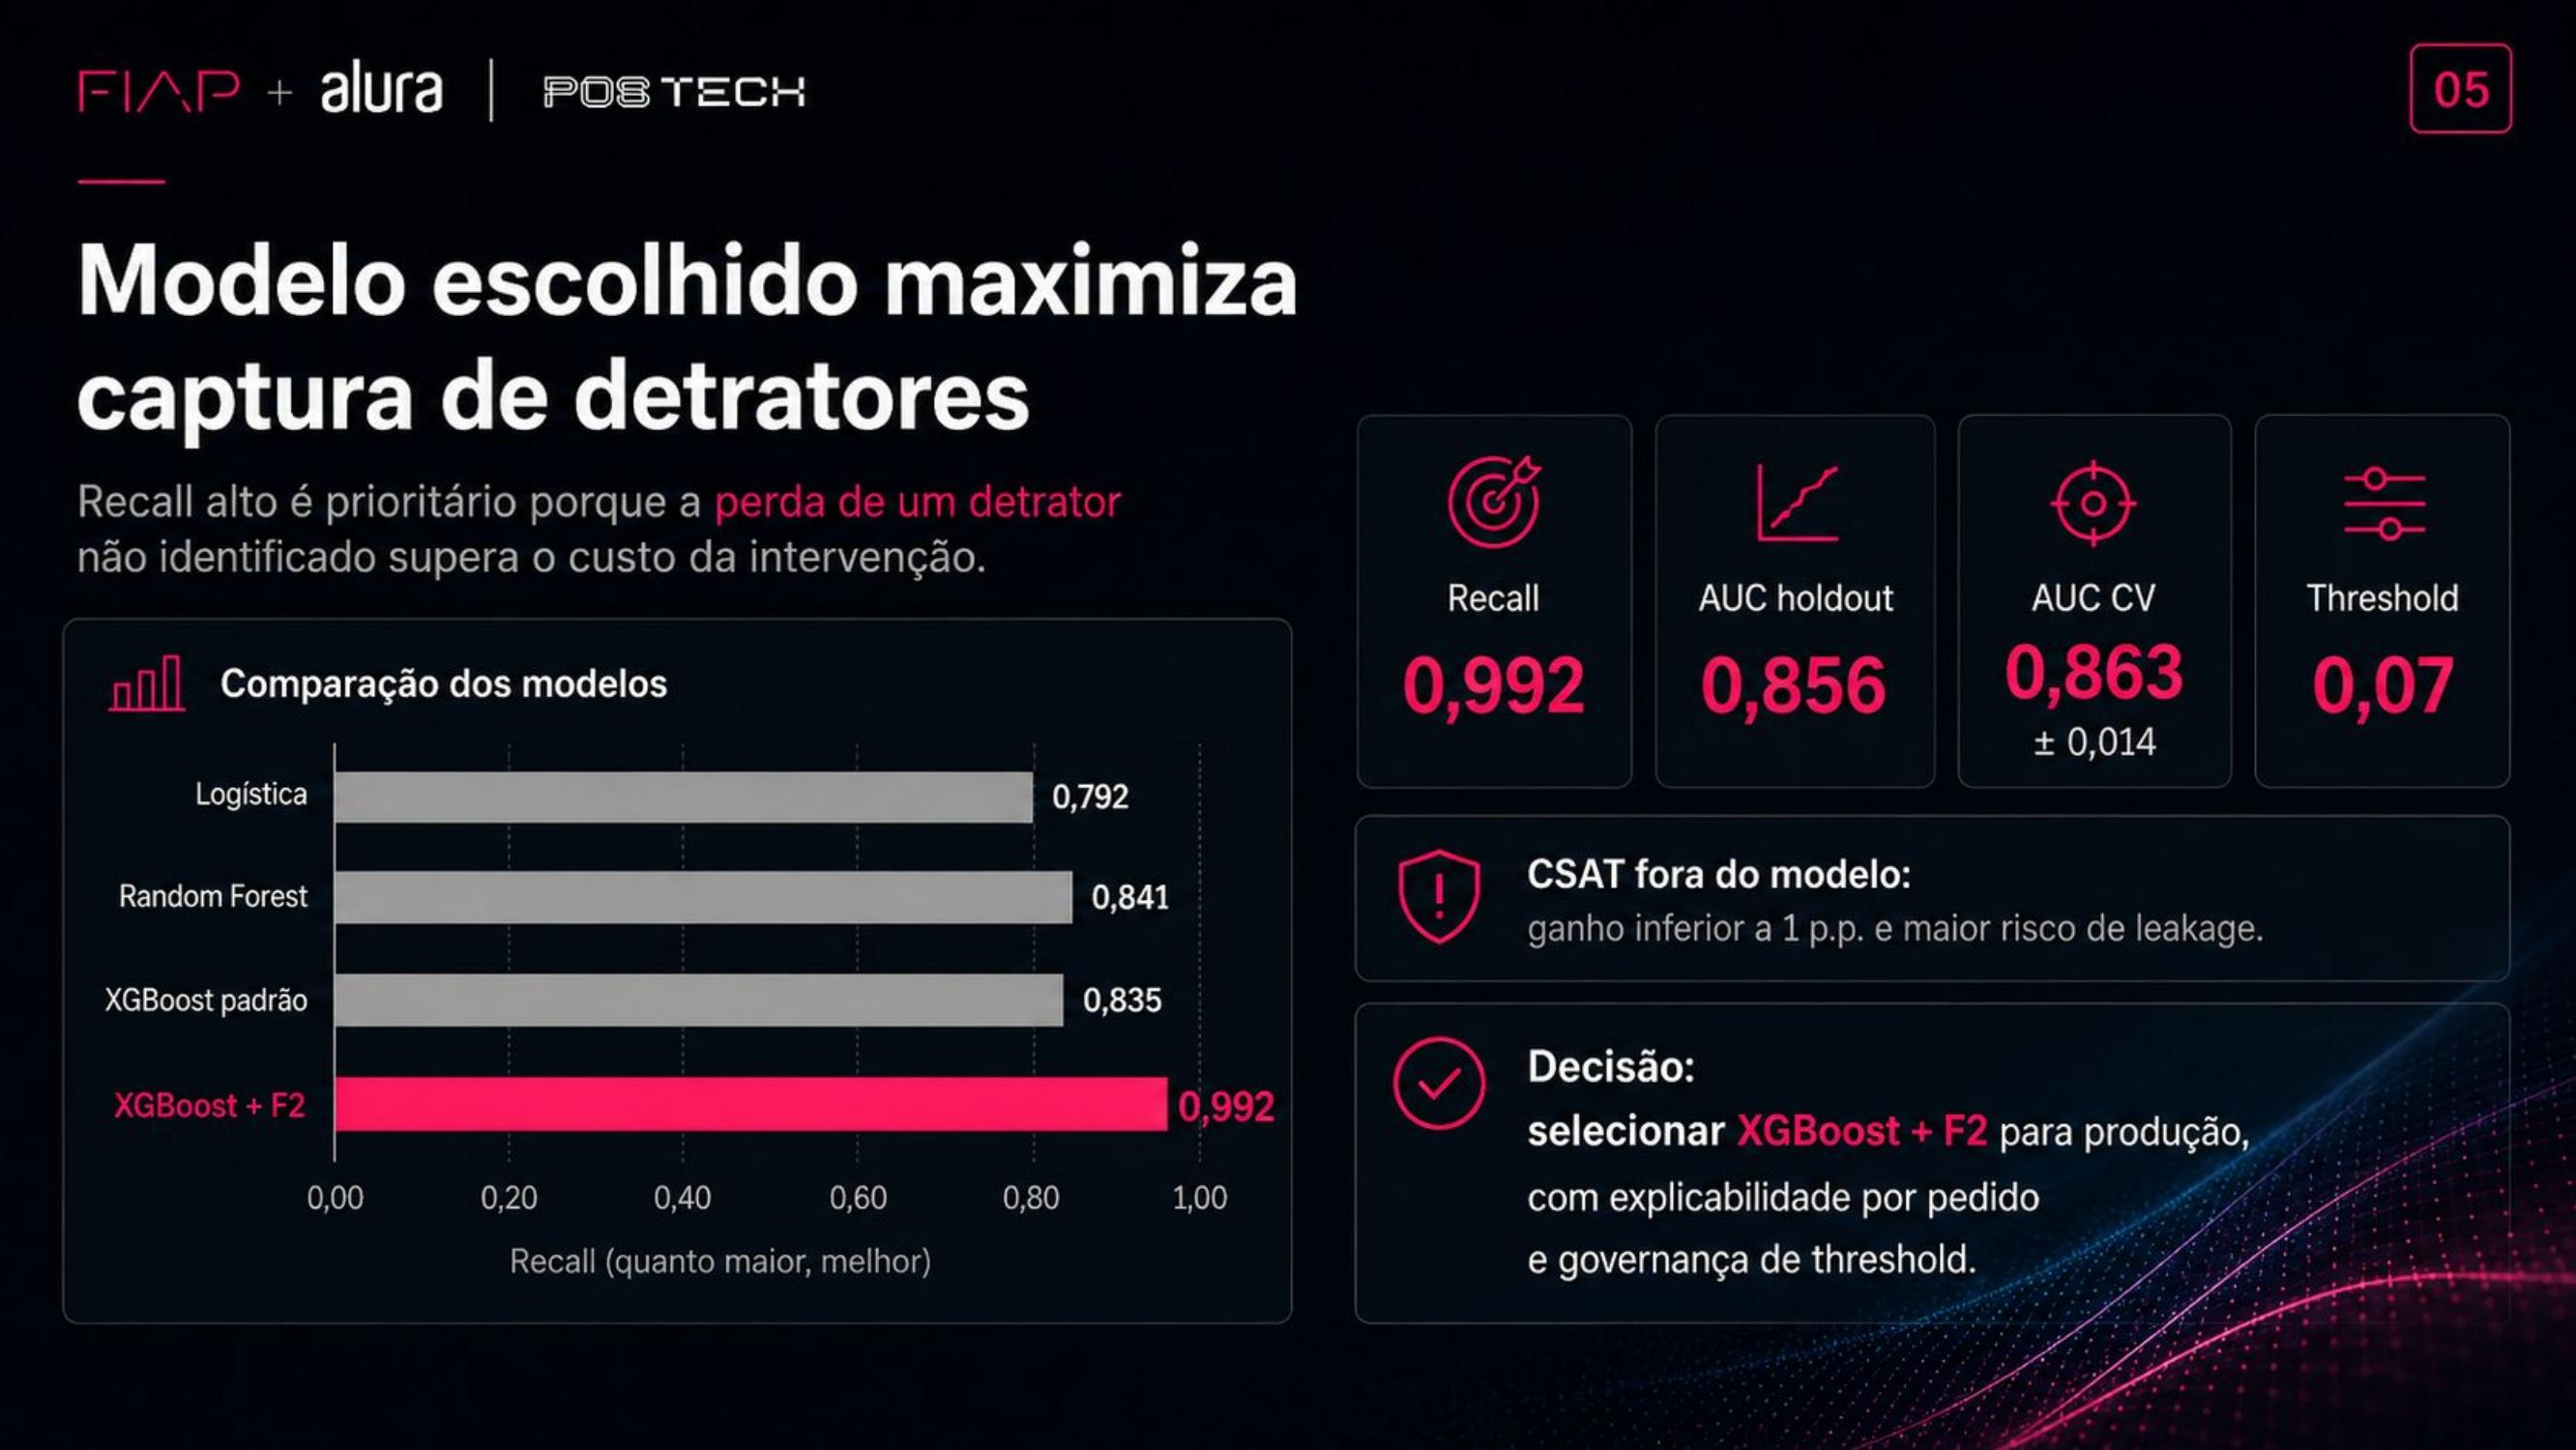 FIAP + alura | POS TECH
05
Modelo escolhido maximiza
captura de detratores
Recall alto é prioritário porque a perda de um detrator
não identificado supera o custo da intervenção.
Comparação dos modelos
Logística
0,792
Random Forest
0,841
XGBoost padrão
0,835
XGBoost + F2
0,992
0,00 0,20 0,40 0,60 0,80 1,00
Recall (quanto maior, melhor)
Recall
0,992
AUC holdout
0,856
AUC CV
0,863
± 0,014
Threshold
0,07
CSAT fora do modelo:
ganho inferior a 1 p.p. e maior risco de leakage.
Decisão:
selecionar XGBoost + F2 para produção,
com explicabilidade por pedido
e governança de threshold.